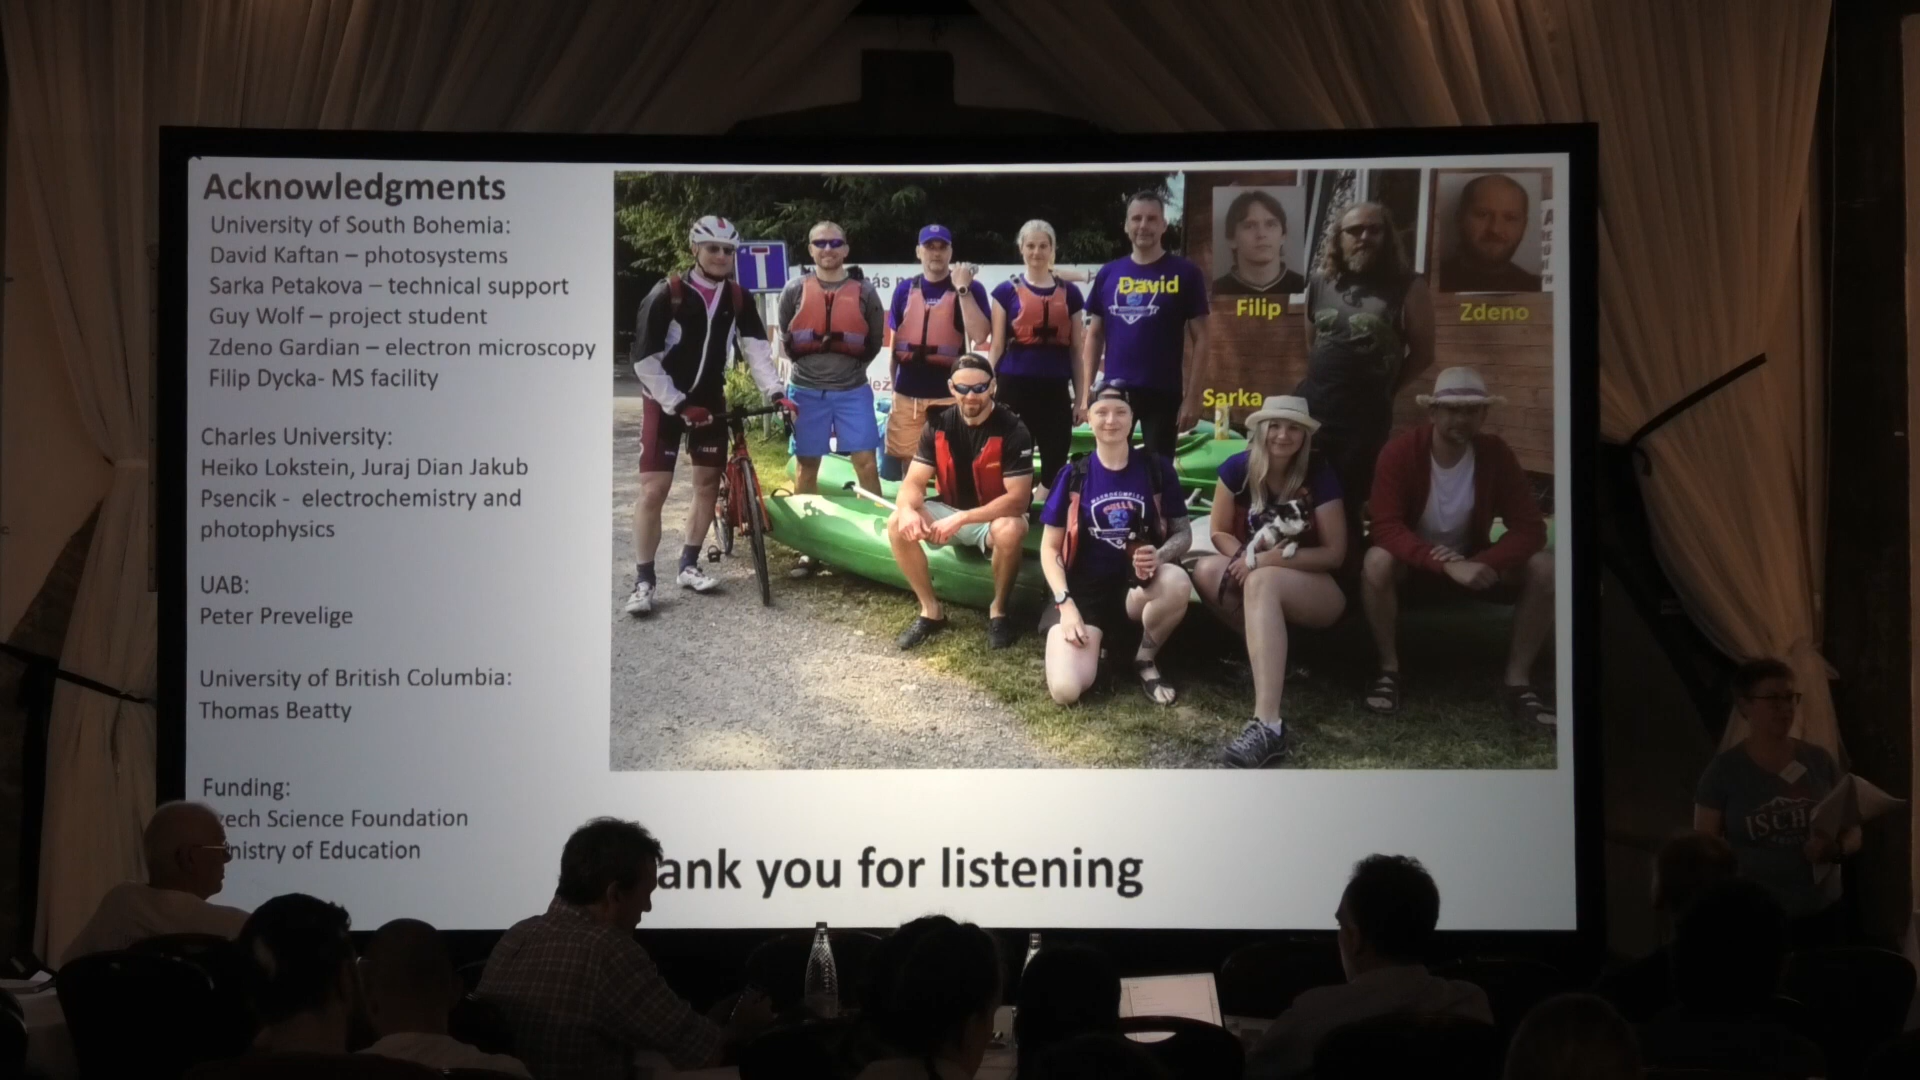 Acknowledgments
University of South Bohemia:
David Kaftan – photosystems
Sarka Petakova – technical support
Guy Wolf – project student
Zdeno Gardian – electron microscopy
Filip Dycka- MS facility
Charles University:
Heiko Lokstein, Juraj Dian Jakub
Psencik - electrochemistry and
photophysics
UAB:
Peter Prevelige
University of British Columbia:
Thomas Beatty
Funding:
zech Science Foundation
nistry of Education
David
Filip
Zdeno
Sarka
ank you for listening